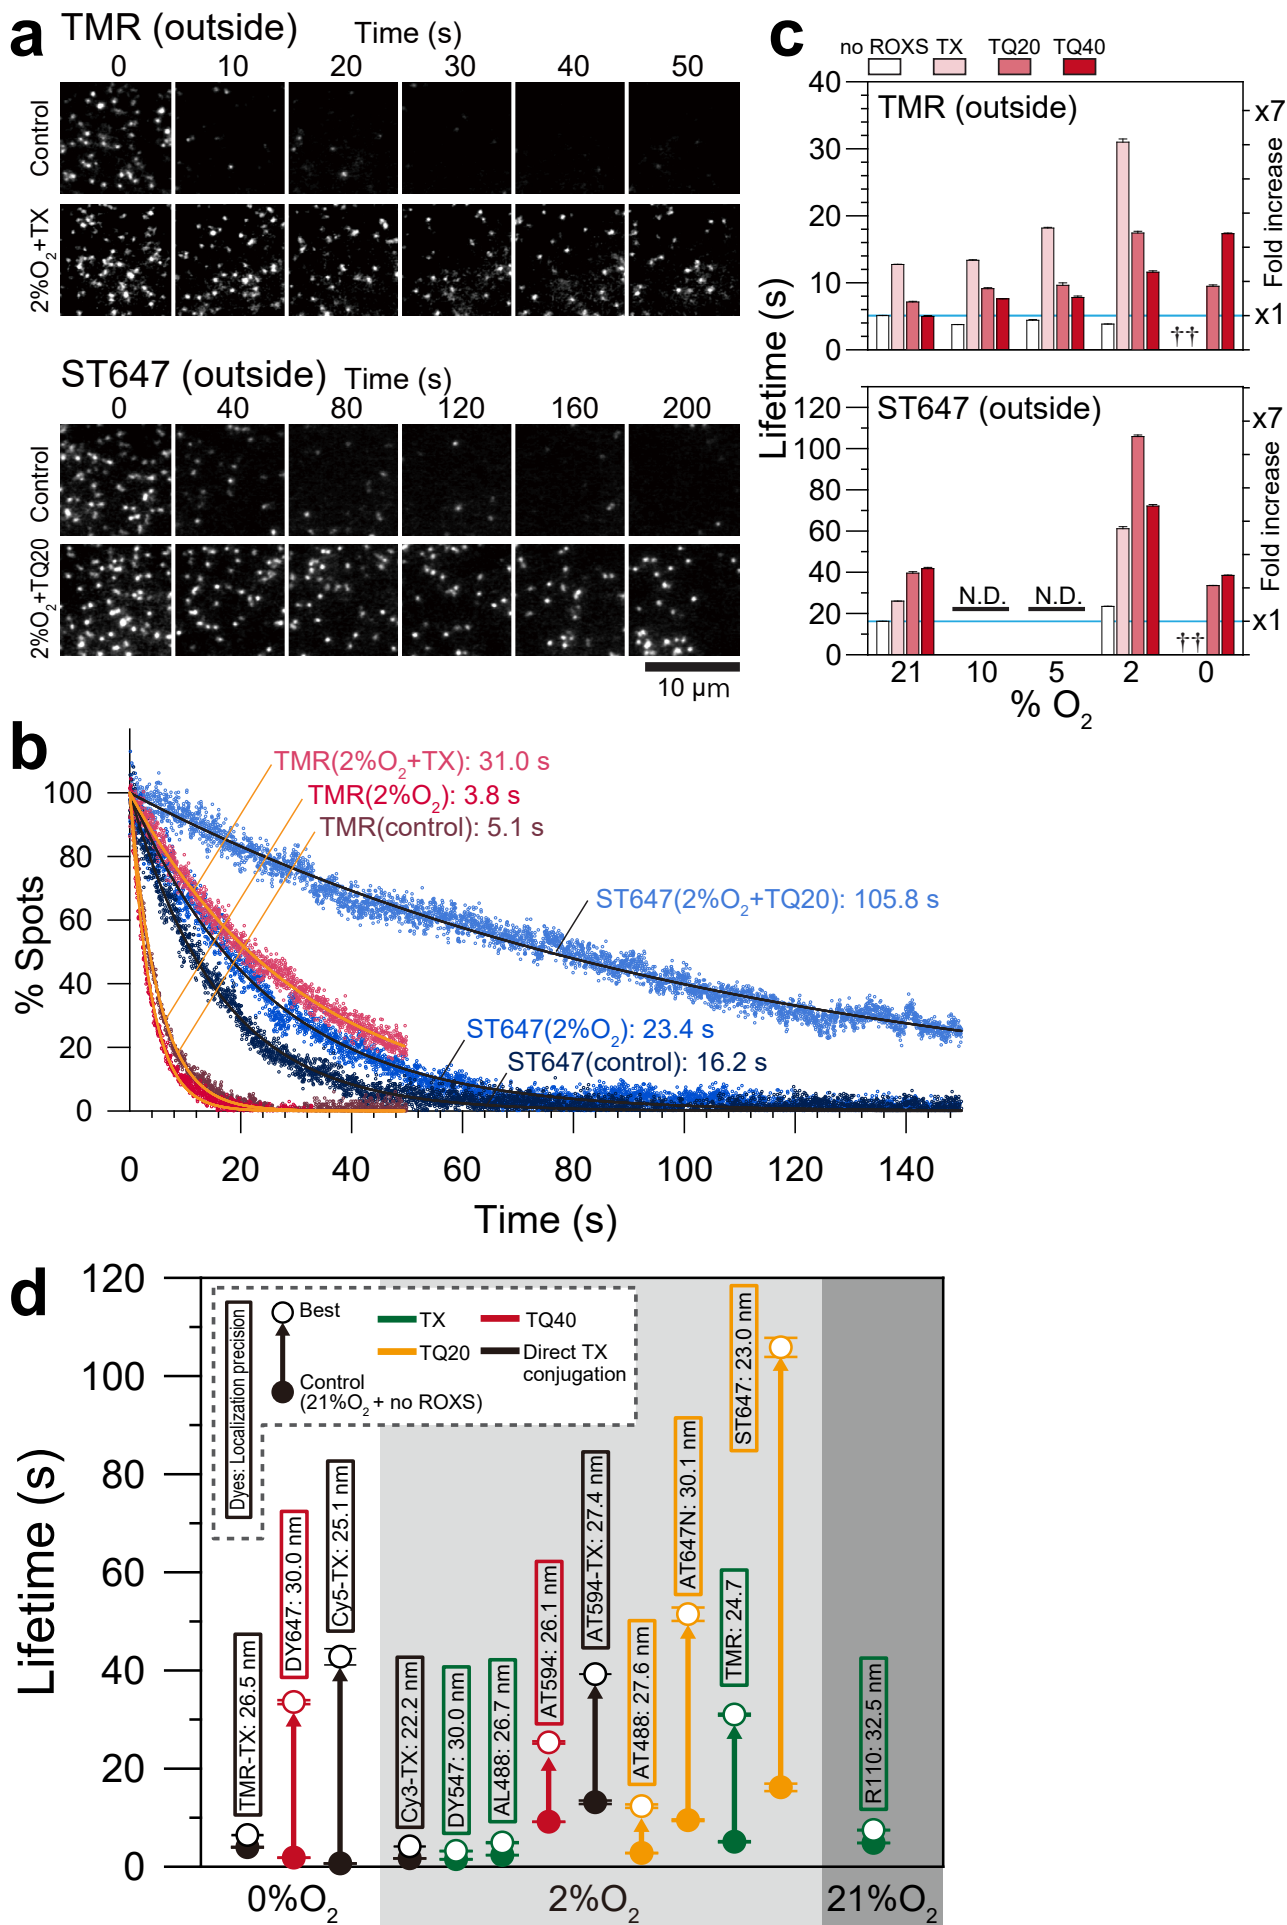 a
TMR (outside)
Time (s)
0 10 20 30 40 50
Control
2%O2+TX
ST647 (outside)
Time (s)
0 40 80 120 160 200
Control
2%O2+TQ20
10 μm
c
no ROXS TX TQ20 TQ40
TMR (outside)
40
30
20
10
0
x7
x1
Fold increase
††
Lifetime (s)
ST647 (outside)
120
100
80
60
40
20
0
x7
x1
Fold increase
N.D. N.D.
††
21 10 5 2 0
% O2
b
TMR(2%O2+TX): 31.0 s
TMR(2%O2): 3.8 s
TMR(control): 5.1 s
ST647(2%O2+TQ20): 105.8 s
ST647(2%O2): 23.4 s
ST647(control): 16.2 s
% Spots
100
80
60
40
20
0
0 20 40 60 80 100 120 140
Time (s)
d
120
100
80
60
40
20
0
Lifetime (s)
Dyes: Localization precision
Best
Control
(21%O2 + no ROXS)
TX
TQ20
TQ40
Direct TX
conjugation
TMR-TX: 26.5 nm
DY647: 30.0 nm
Cy5-TX: 25.1 nm
Cy3-TX: 22.2 nm
DY547: 30.0 nm
AL488: 26.7 nm
AT594: 26.1 nm
AT594-TX: 27.4 nm
AT488: 27.6 nm
AT647N: 30.1 nm
TMR: 24.7
ST647: 23.0 nm
R110: 32.5 nm
0%O2 2%O2 21%O2